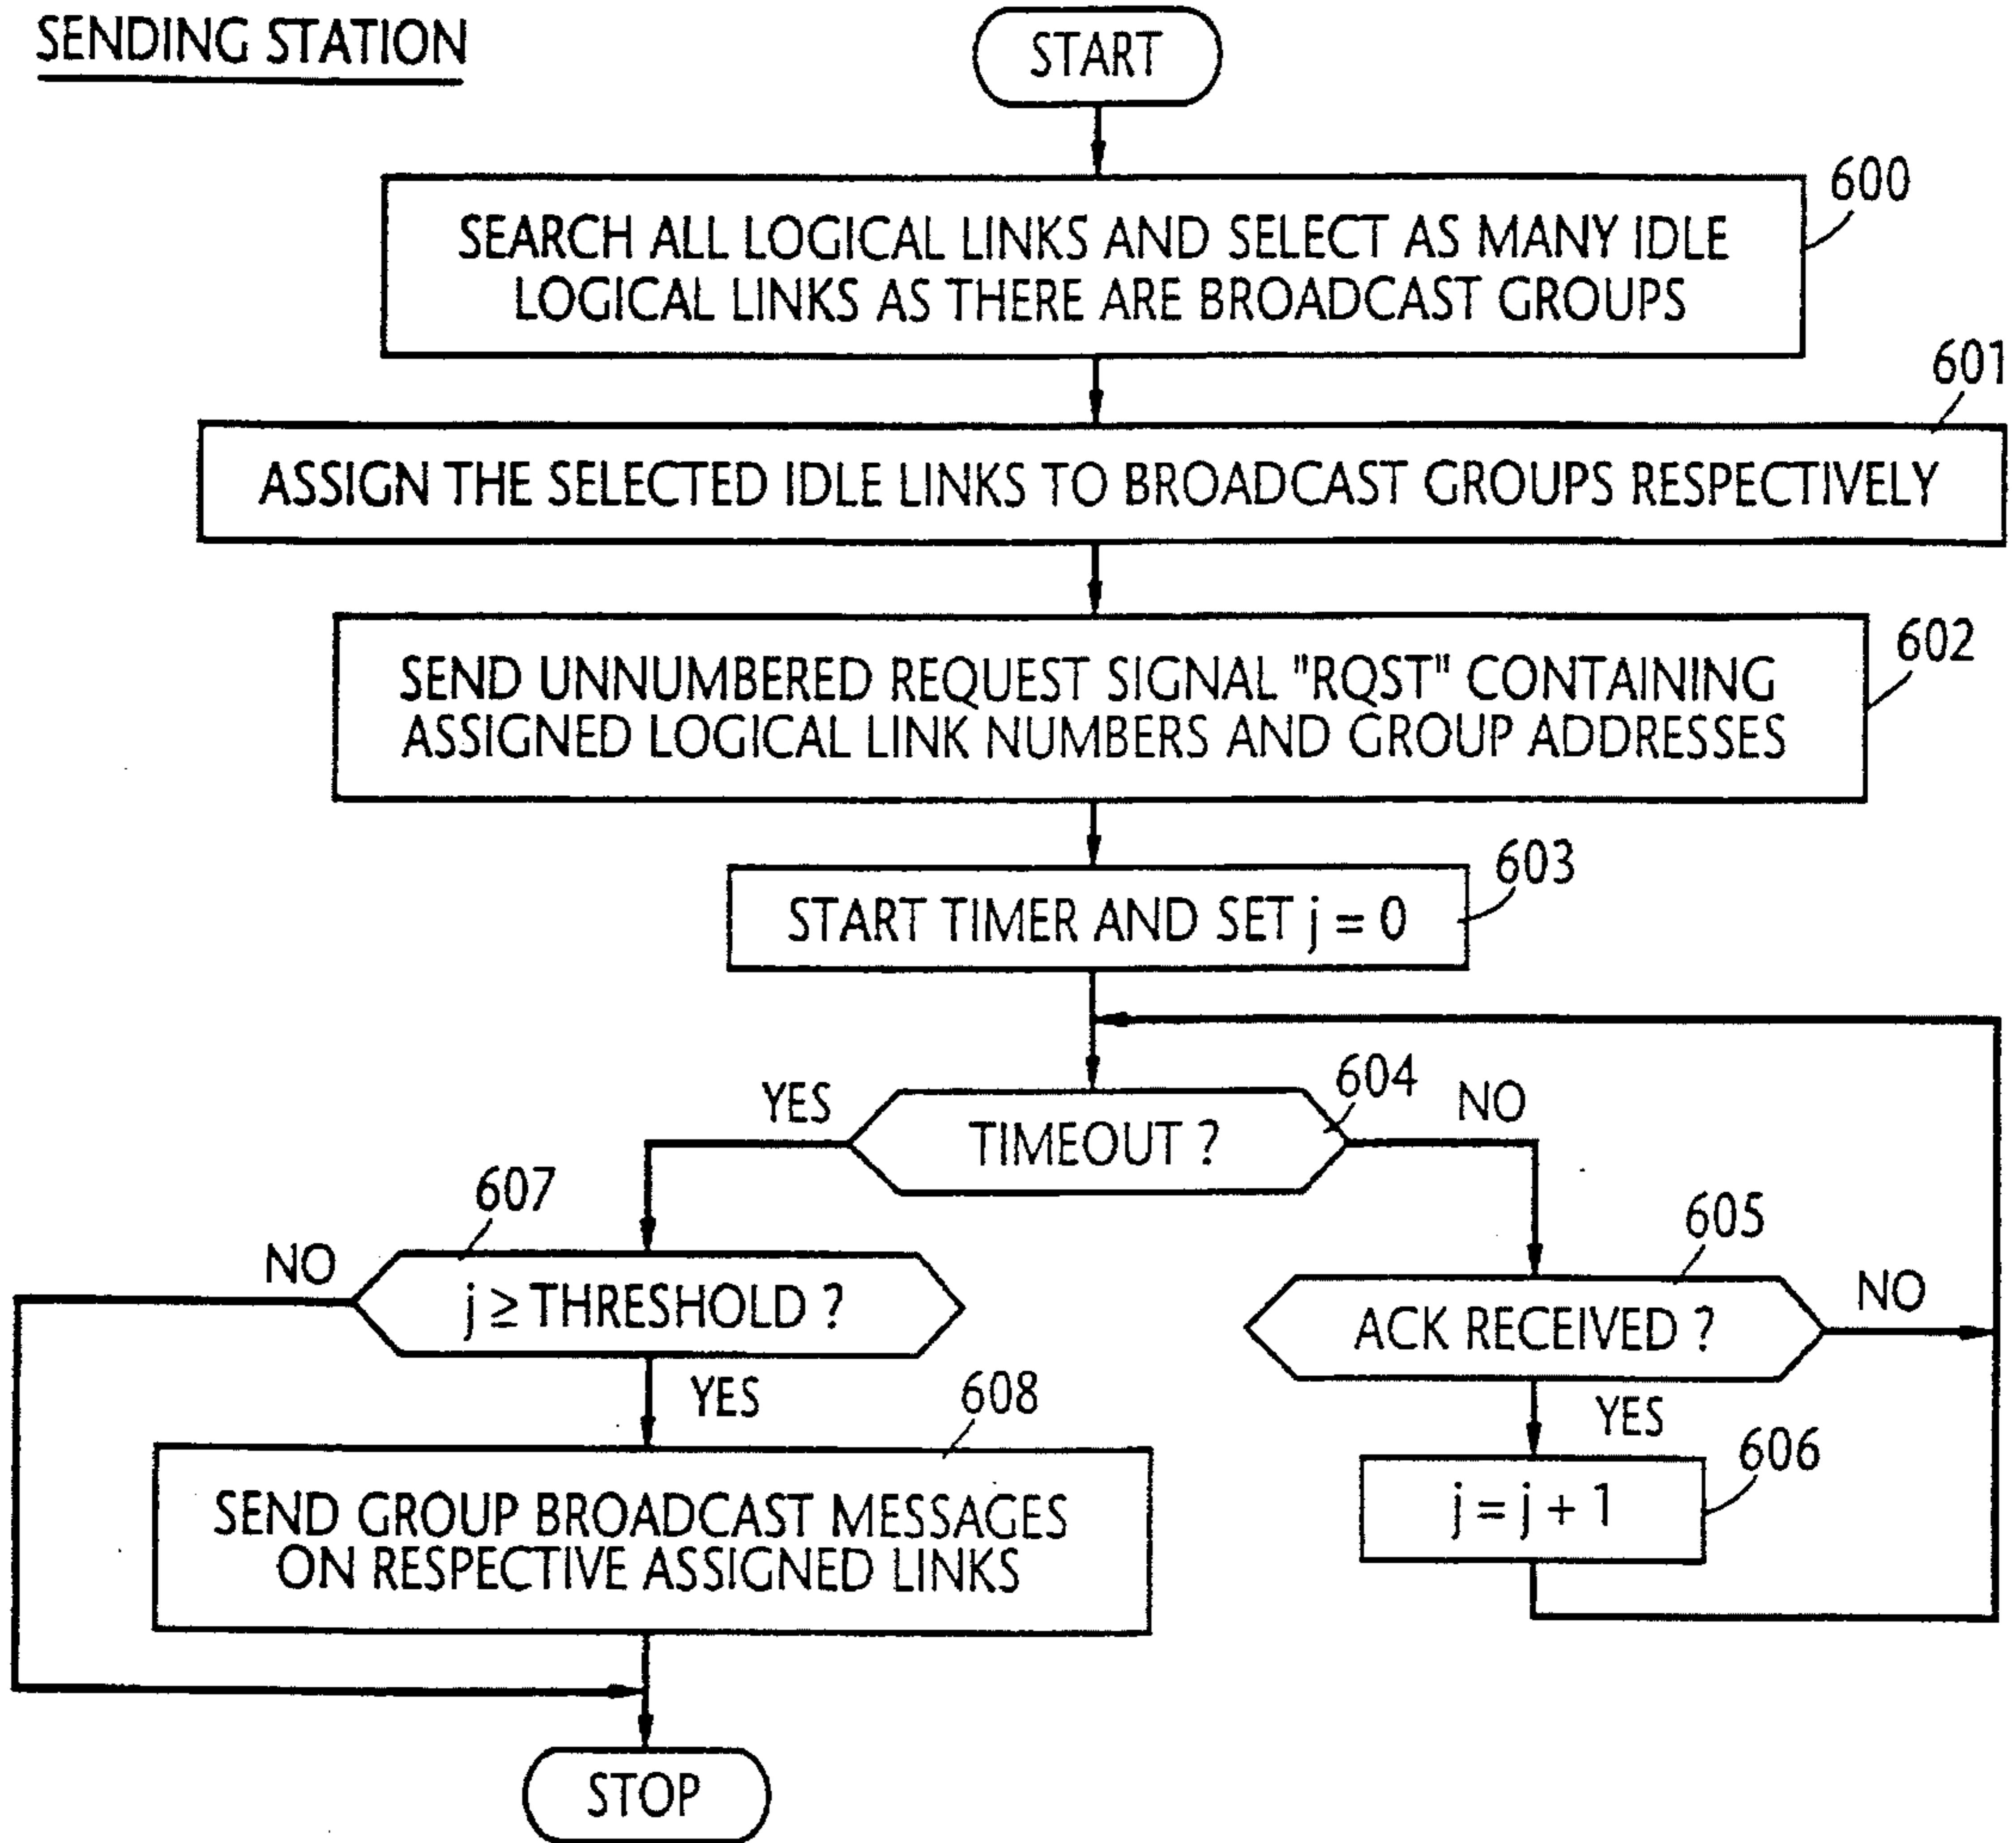 SENDING STATION
START
600
SEARCH ALL LOGICAL LINKS AND SELECT AS MANY IDLE
LOGICAL LINKS AS THERE ARE BROADCAST GROUPS
601
ASSIGN THE SELECTED IDLE LINKS TO BROADCAST GROUPS RESPECTIVELY
602
SEND UNNUMBERED REQUEST SIGNAL "RQST" CONTAINING
ASSIGNED LOGICAL LINK NUMBERS AND GROUP ADDRESSES
603
START TIMER AND SET j = 0
604
YES
TIMEOUT ?
NO
607
605
NO
j ≥ THRESHOLD ?
ACK RECEIVED ?
NO
YES
608
YES
606
SEND GROUP BROADCAST MESSAGES
ON RESPECTIVE ASSIGNED LINKS
j = j + 1
STOP